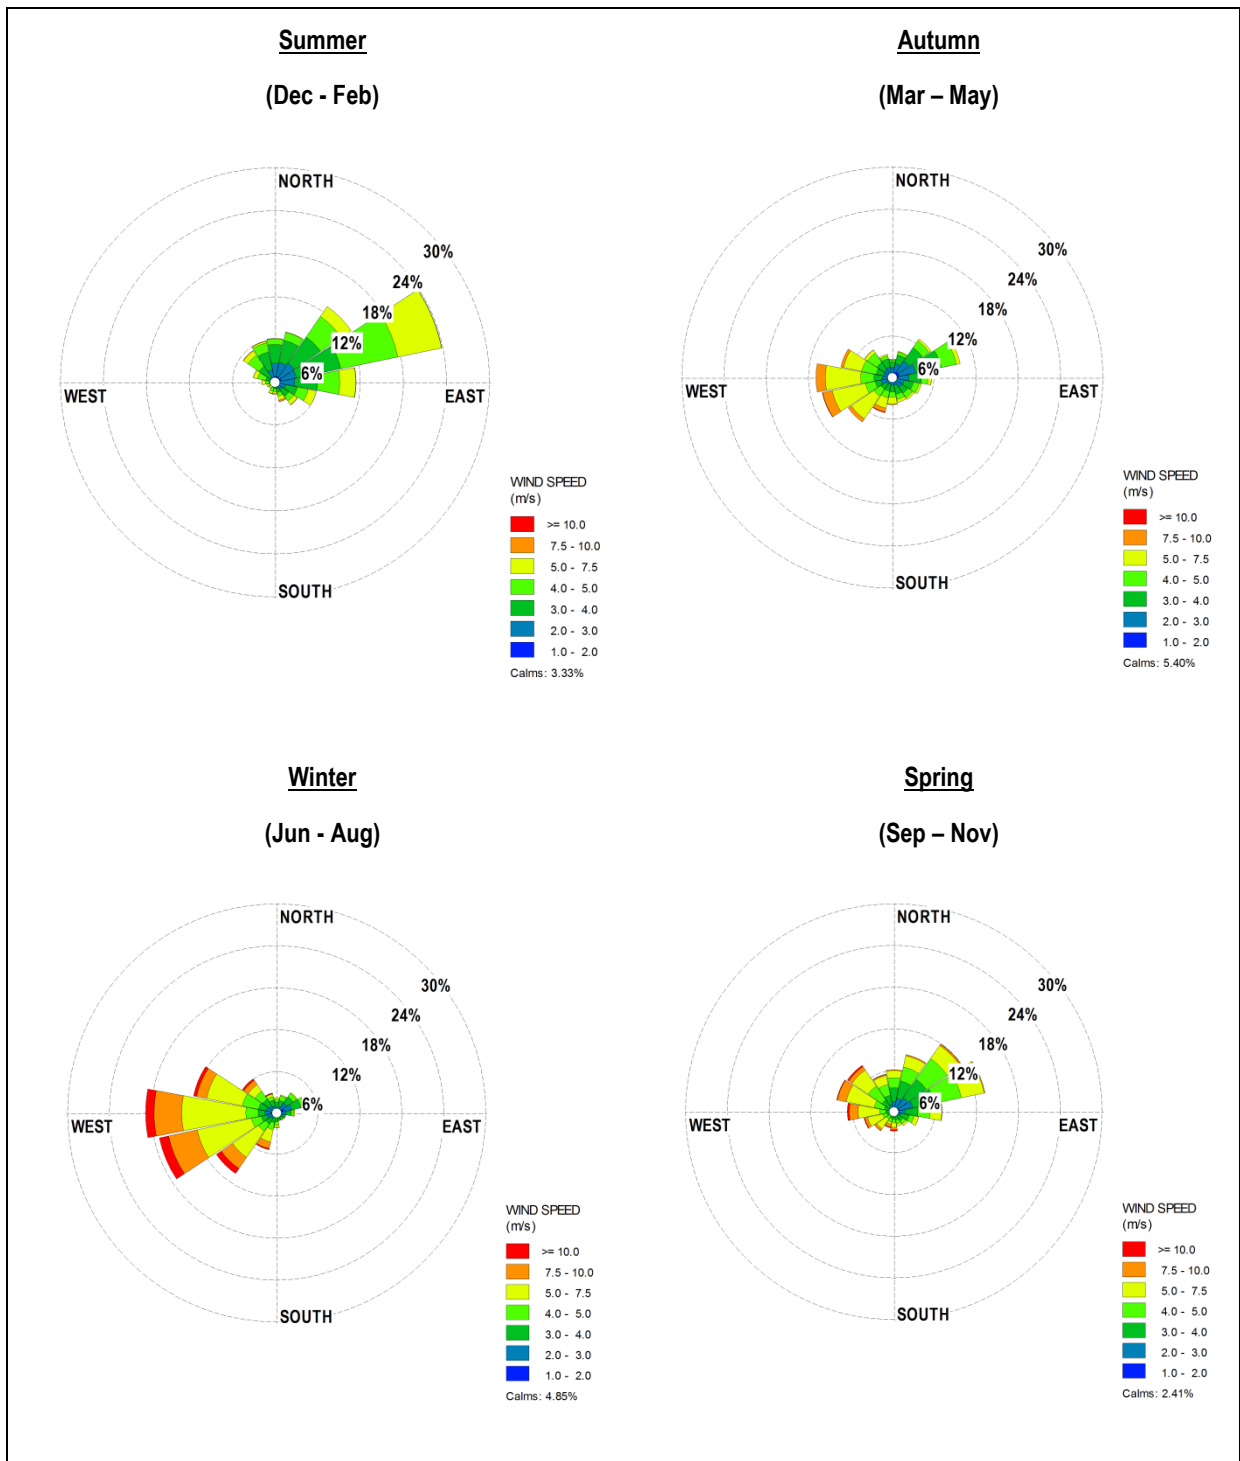 Summer
(Dec - Feb)
NORTH
30%
24%
18%
12%
6%
WEST
EAST
SOUTH
WIND SPEED
(m/s)
>= 10.0
7.5 - 10.0
5.0 - 7.5
4.0 - 5.0
3.0 - 4.0
2.0 - 3.0
1.0 - 2.0
Calms: 3.33%
Autumn
(Mar – May)
NORTH
30%
24%
18%
12%
6%
WEST
EAST
SOUTH
WIND SPEED
(m/s)
>= 10.0
7.5 - 10.0
5.0 - 7.5
4.0 - 5.0
3.0 - 4.0
2.0 - 3.0
1.0 - 2.0
Calms: 5.40%
Winter
(Jun - Aug)
NORTH
30%
24%
18%
12%
6%
WEST
EAST
SOUTH
WIND SPEED
(m/s)
>= 10.0
7.5 - 10.0
5.0 - 7.5
4.0 - 5.0
3.0 - 4.0
2.0 - 3.0
1.0 - 2.0
Calms: 4.85%
Spring
(Sep – Nov)
NORTH
30%
24%
18%
12%
6%
WEST
EAST
SOUTH
WIND SPEED
(m/s)
>= 10.0
7.5 - 10.0
5.0 - 7.5
4.0 - 5.0
3.0 - 4.0
2.0 - 3.0
1.0 - 2.0
Calms: 2.41%